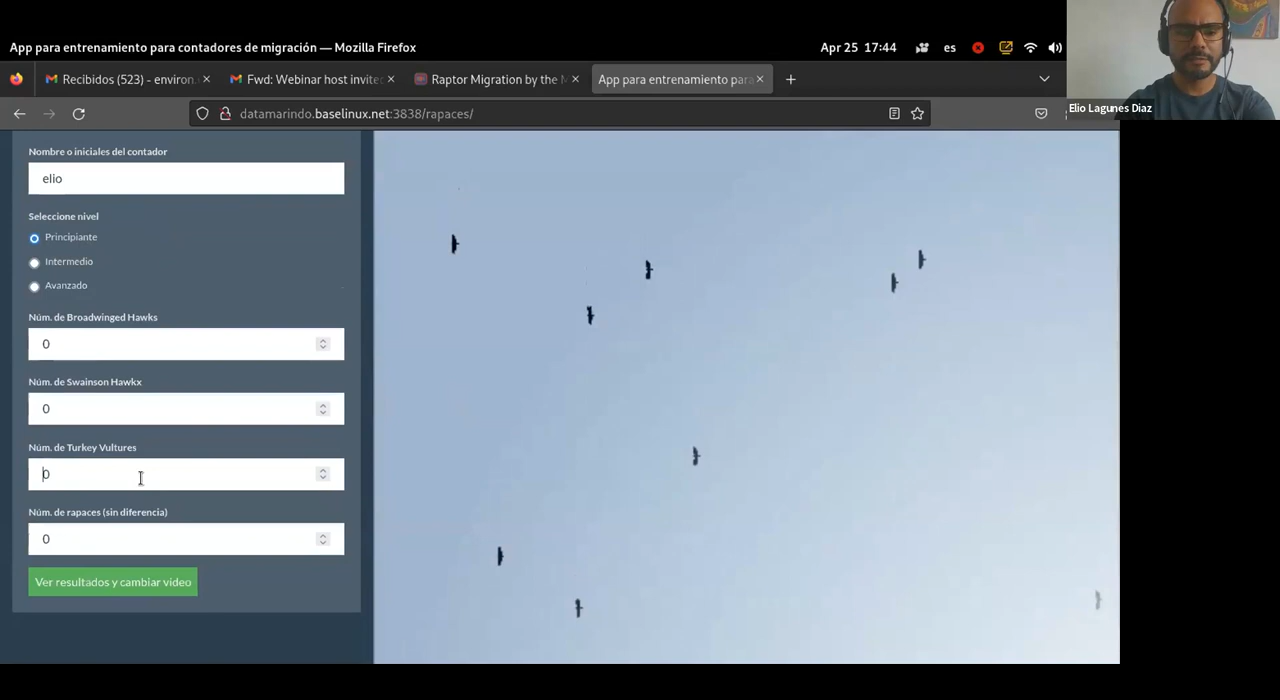 App para entrenamiento para contadores de migración — Mozilla Firefox
Apr 25 17:44
es
Recibidos (523) - environ
Fwd: Webinar host invite
Raptor Migration by the
App para entrenamiento para
datamarindo.baselinux.net:3838/rapaces/
Elio Lagunes Diaz
Nombre o iniciales del contador
elio
Seleccione nivel
Principiante
Intermedio
Avanzado
Núm. de Broadwinged Hawks
0
Núm. de Swainson Hawkx
0
Núm. de Turkey Vultures
0
Núm. de rapaces (sin diferencia)
0
Ver resultados y cambiar video